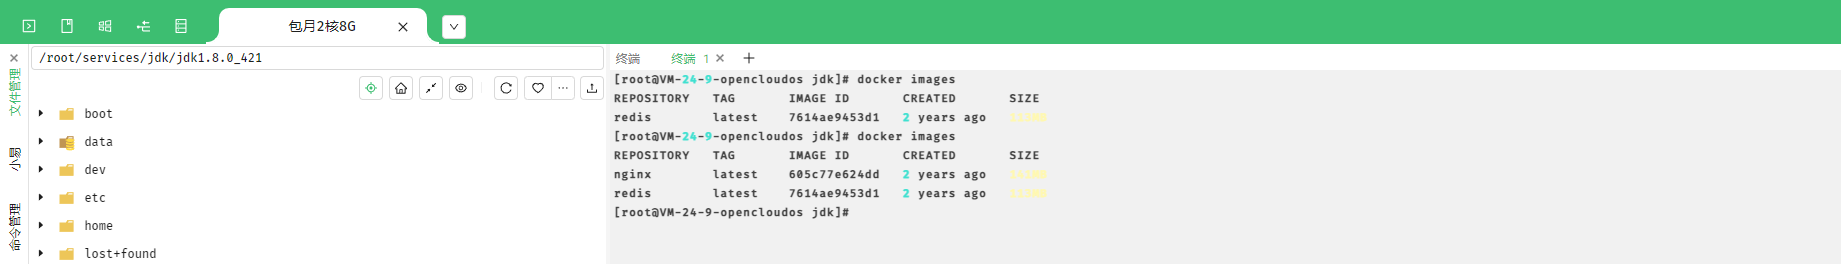 包月2核8G
/root/services/jdk/jdk1.8.0_421
文件管理
小易
命令管理
boot
data
dev
etc
home
lost+found
终端
终端 1
[root@VM-24-9-opencloudos jdk]# docker images
REPOSITORY TAG IMAGE ID CREATED SIZE
redis latest 7614ae9453d1 2 years ago
[root@VM-24-9-opencloudos jdk]# docker images
REPOSITORY TAG IMAGE ID CREATED SIZE
nginx latest 605c77e624dd 2 years ago
redis latest 7614ae9453d1 2 years ago
[root@VM-24-9-opencloudos jdk]#